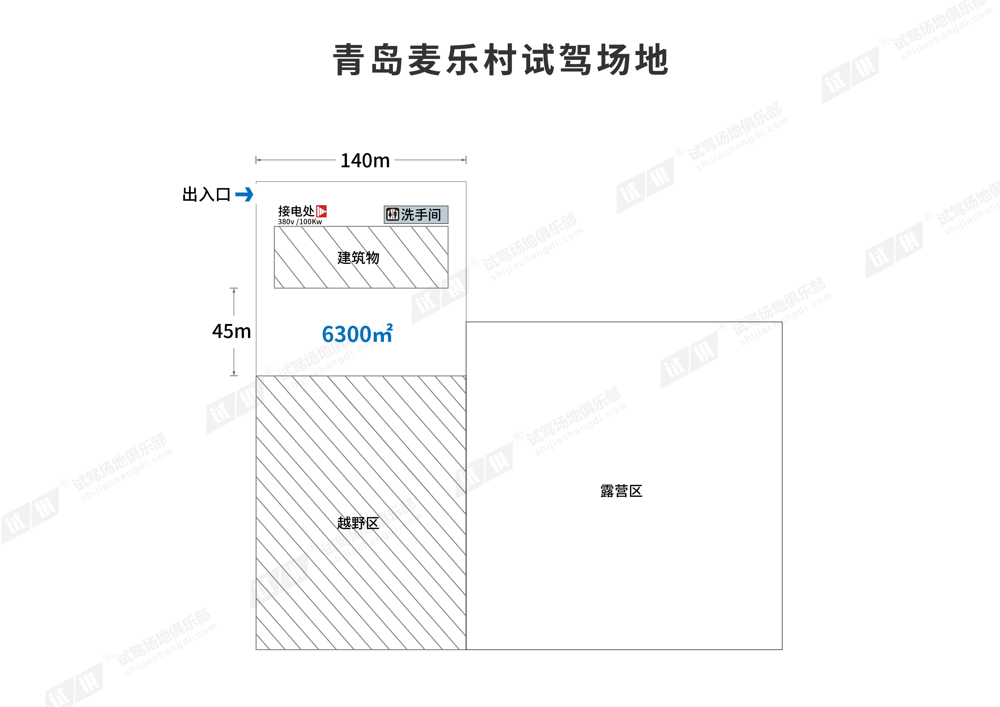 青岛麦乐村试驾场地
140m
出入口
接电处
380v/100Kw
洗手间
建筑物
45m
6300㎡
露营区
越野区
试俱® 试驾场地俱乐部
shijiachangdi.com